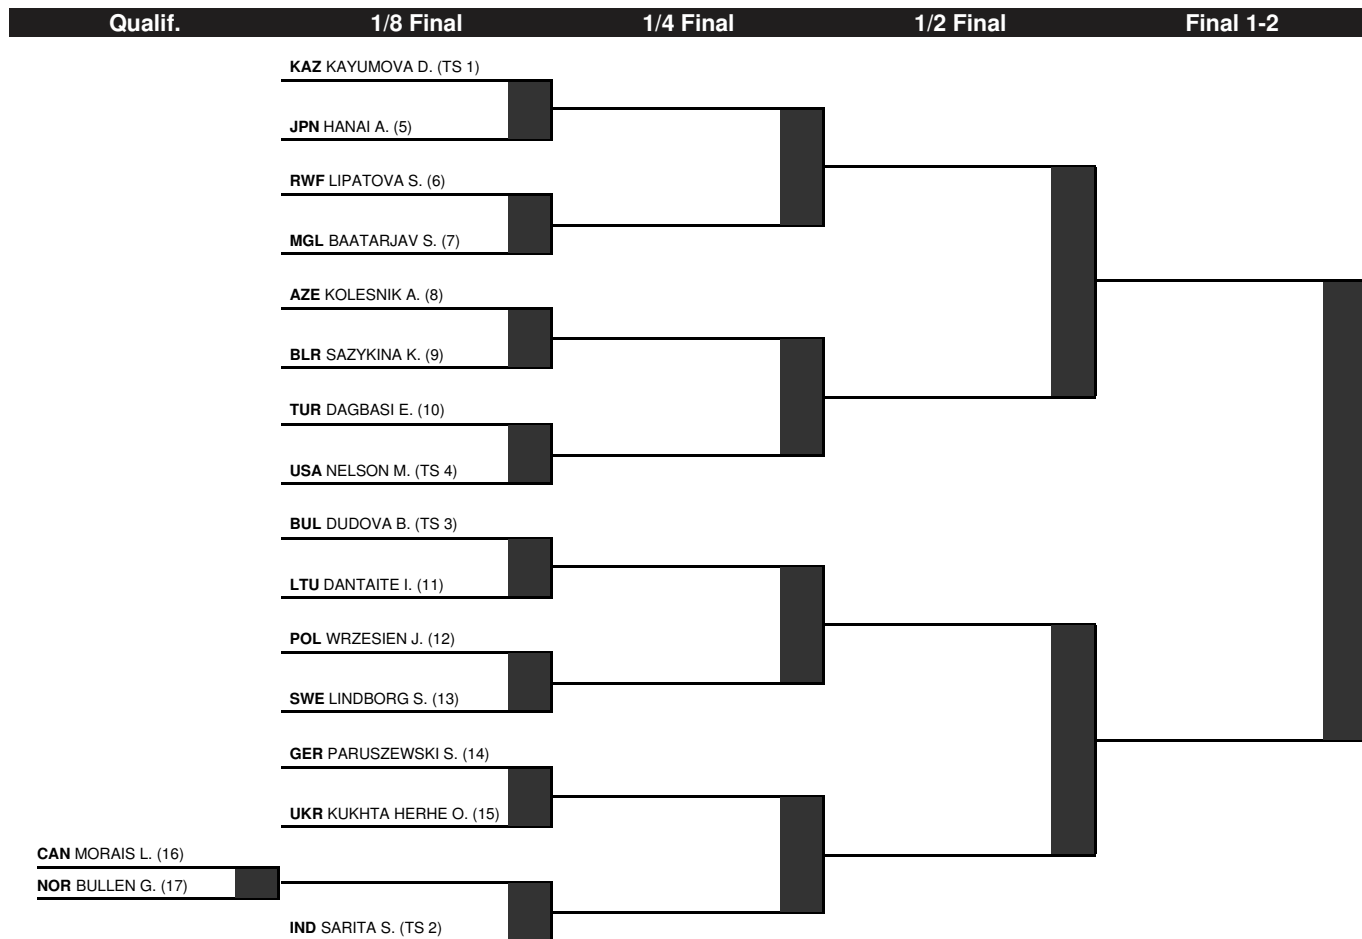 Qualif. 1/8 Final 1/4 Final 1/2 Final Final 1-2
KAZ KAYUMOVA D. (TS 1)
JPN HANAI A. (5)
RWF LIPATOVA S. (6)
MGL BAATARJAV S. (7)
AZE KOLESNIK A. (8)
BLR SAZYKINA K. (9)
TUR DAGBASI E. (10)
USA NELSON M. (TS 4)
BUL DUDOVA B. (TS 3)
LTU DANTAITE I. (11)
POL WRZESIEN J. (12)
SWE LINDBORG S. (13)
GER PARUSZEWSKI S. (14)
UKR KUKHTA HERHE O. (15)
CAN MORAIS L. (16)
NOR BULLEN G. (17)
IND SARITA S. (TS 2)